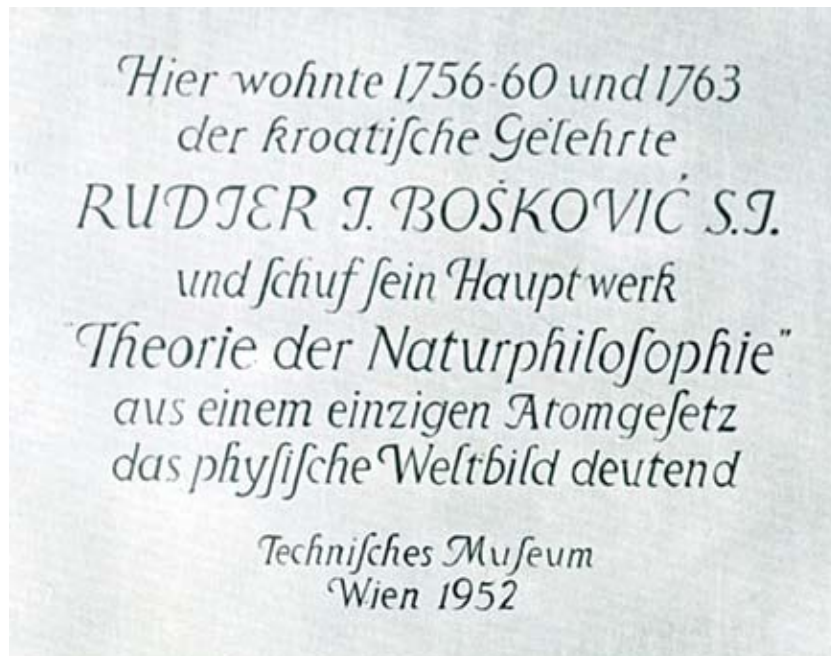 Hier wohnte 1756-60 und 1763
der kroatiſche Gelehrte
RUDJER J. BOŠKOVIĆ S.J.
und ſchuf ſein Hauptwerk
"Theorie der Naturphiloſophie"
aus einem einzigen Atomgeſetz
das phyſiſche Weltbild deutend
Techniſches Muſeum
Wien 1952